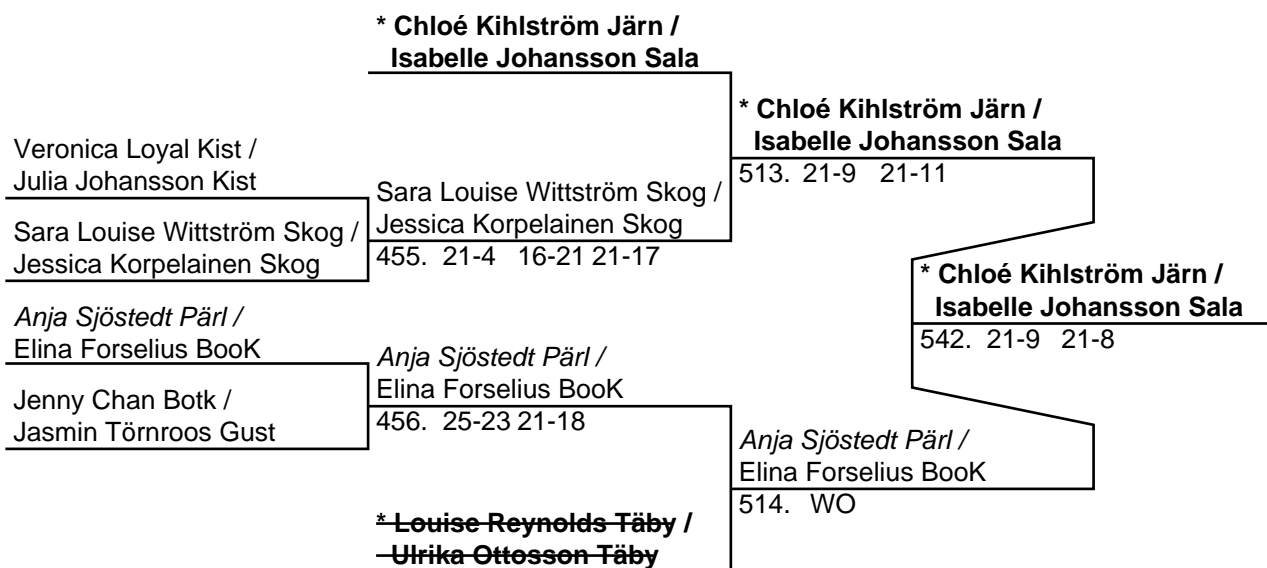 * Chloé Kihlström Järn /
Isabelle Johansson Sala
* Chloé Kihlström Järn /
Isabelle Johansson Sala
513. 21-9 21-11
Veronica Loyal Kist /
Julia Johansson Kist
Sara Louise Wittström Skog /
Jessica Korpelainen Skog
455. 21-4 16-21 21-17
Sara Louise Wittström Skog /
Jessica Korpelainen Skog
* Chloé Kihlström Järn /
Isabelle Johansson Sala
542. 21-9 21-8
Anja Sjöstedt Pärl /
Elina Forselius BooK
Anja Sjöstedt Pärl /
Elina Forselius BooK
456. 25-23 21-18
Jenny Chan Botk /
Jasmin Törnroos Gust
Anja Sjöstedt Pärl /
Elina Forselius BooK
514. WO
* Louise Reynolds Täby /
Ulrika Ottosson Täby